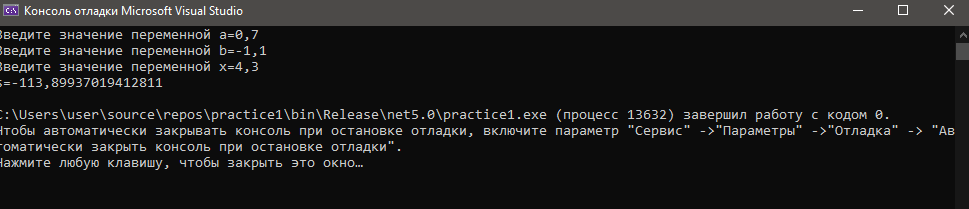 Консоль отладки Microsoft Visual Studio
Введите значение переменной a=0,7
Введите значение переменной b=-1,1
Введите значение переменной x=4,3
s=-113,89937019412811
C:\Users\user\source\repos\practice1\bin\Release\net5.0\practice1.exe (процесс 13632) завершил работу с кодом 0.
Чтобы автоматически закрывать консоль при остановке отладки, включите параметр "Сервис" ->"Параметры" ->"Отладка" -> "Ав
томатически закрыть консоль при остановке отладки".
Нажмите любую клавишу, чтобы закрыть это окно…